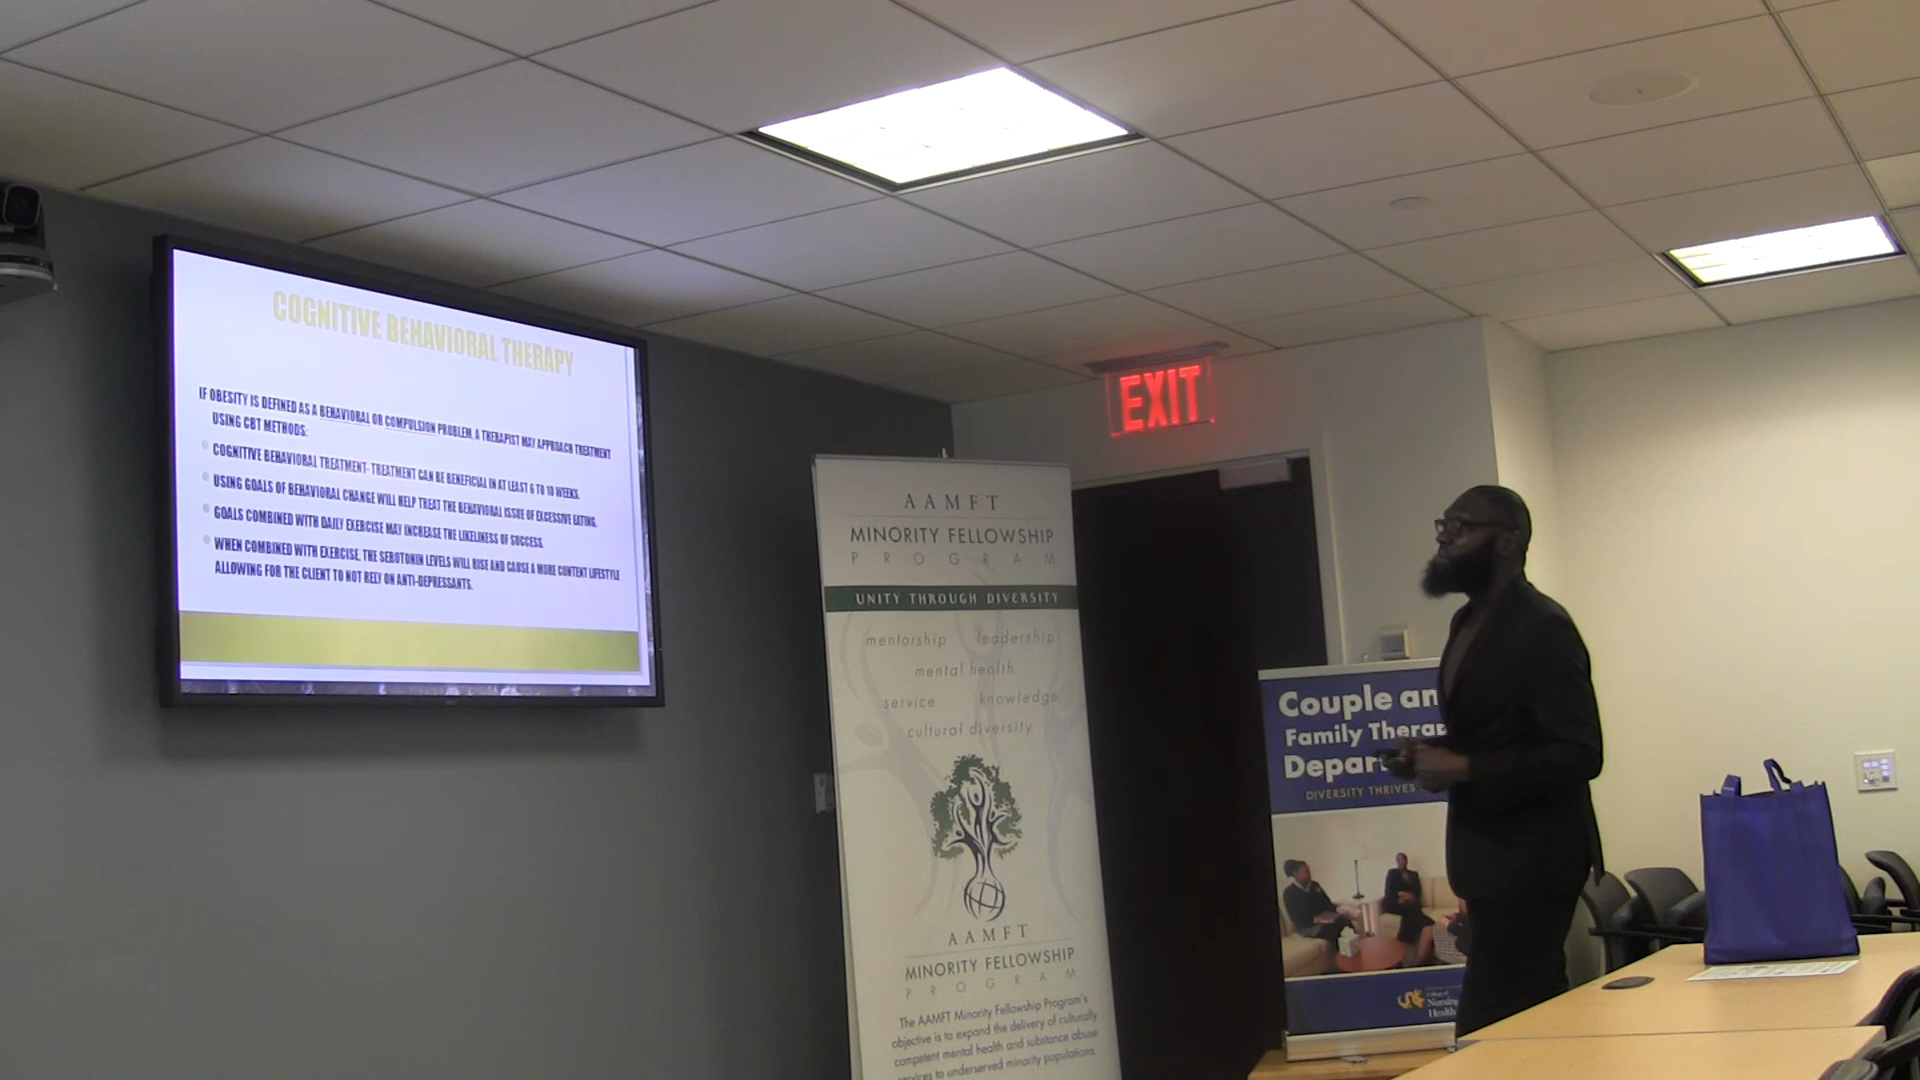 COGNITIVE BEHAVIORAL THERAPY
IF OBESITY IS DEFINED AS A BEHAVIORAL OR COMPULSION PROBLEM, A THERAPIST MAY APPROACH TREATMENT
USING CBT METHODS:
COGNITIVE BEHAVIORAL TREATMENT- TREATMENT CAN BE BENEFICIAL IN AT LEAST 6 TO 10 WEEKS.
USING GOALS OF BEHAVIORAL CHANGE WILL HELP TREAT THE BEHAVIORAL ISSUE OF EXCESSIVE EATING.
GOALS COMBINED WITH DAILY EXERCISE MAY INCREASE THE LIKELINESS OF SUCCESS.
WHEN COMBINED WITH EXERCISE, THE SEROTONIN LEVELS WILL RISE AND CAUSE A MORE CONTENT LIFESTYLE
ALLOWING FOR THE CLIENT TO NOT RELY ON ANTI-DEPRESSANTS.
EXIT
AAMFT
MINORITY FELLOWSHIP
PROGRAM
UNITY THROUGH DIVERSITY
mentorship leadership
mental health
service knowledge
cultural diversity
AAMFT
MINORITY FELLOWSHIP
PROGRAM
The AAMFT Minority Fellowship Program's
objective is to expand the delivery of culturally
competent mental health and substance abuse
services to underserved minority populations.
Couple an
Family Therap
Depar
DIVERSITY THRIVES
College of
Nursing
Health